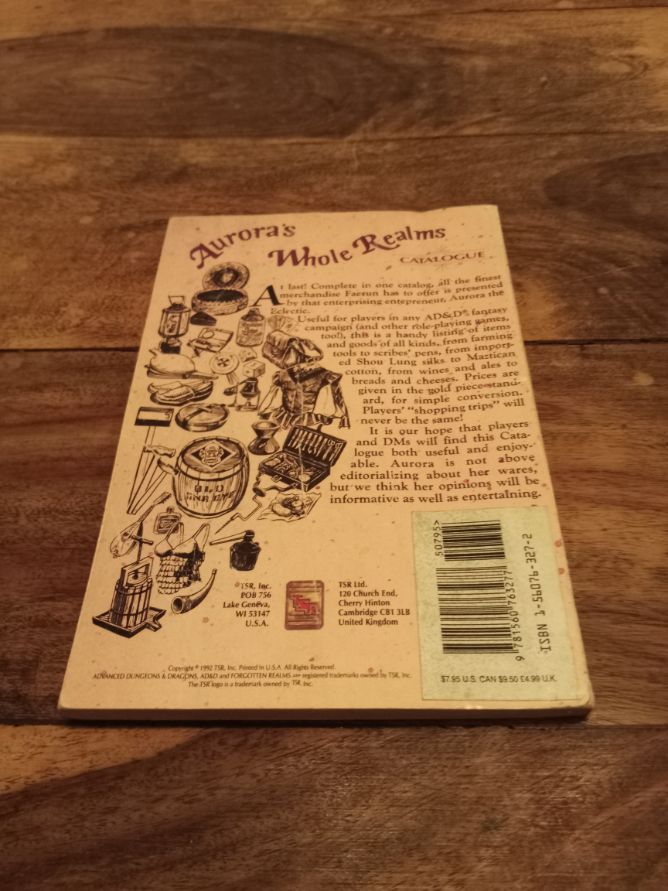 Aurora's
Whole Realms
CATALOGUE
At last! Complete in one catalog, all the finest
merchandise Faerun has to offer is presented
by that enterprising entepreneur, Aurora the
Eclectic.
Useful for players in any AD&D® fantasy
campaign (and other role-playing games,
too!), this is a handy listing of items
and goods of all kinds, from farming
tools to scribes' pens, from import-
ed Shou Lung silks to Maztican
cotton, from wines and ales to
breads and cheeses. Prices are
given in the gold piece stand-
ard, for simple conversion.
Players' "shopping trips" will
never be the same!
It is our hope that players
and DMs will find this Cata-
logue both useful and enjoy-
able. Aurora is not above
editorializing about her wares,
but we think her opinions will be
informative as well as entertaining.
OLD
TSR, Inc.
POB 756
Lake Geneva,
WI 53147
U.S.A.
TSR
TSR Ltd.
120 Church End,
Cherry Hinton
Cambridge CB1 3LB
United Kingdom
50795>
9 781560 763277
ISBN 1-56076-327-2
$7.95 U.S. CAN $9.50 £4.99 U.K.
Copyright © 1992 TSR, Inc. Printed in U.S.A. All Rights Reserved.
ADVANCED DUNGEONS & DRAGONS, AD&D and FORGOTTEN REALMS are registered trademarks owned by TSR, Inc.
The TSR logo is a trademark owned by TSR, Inc.